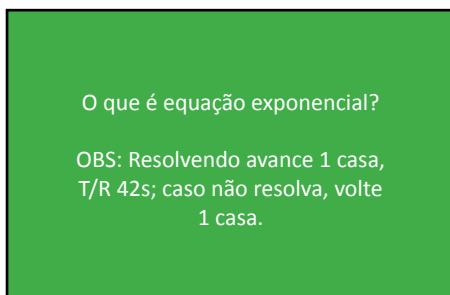 O que é equação exponencial?
OBS: Resolvendo avance 1 casa,
T/R 42s; caso não resolva, volte
1 casa.